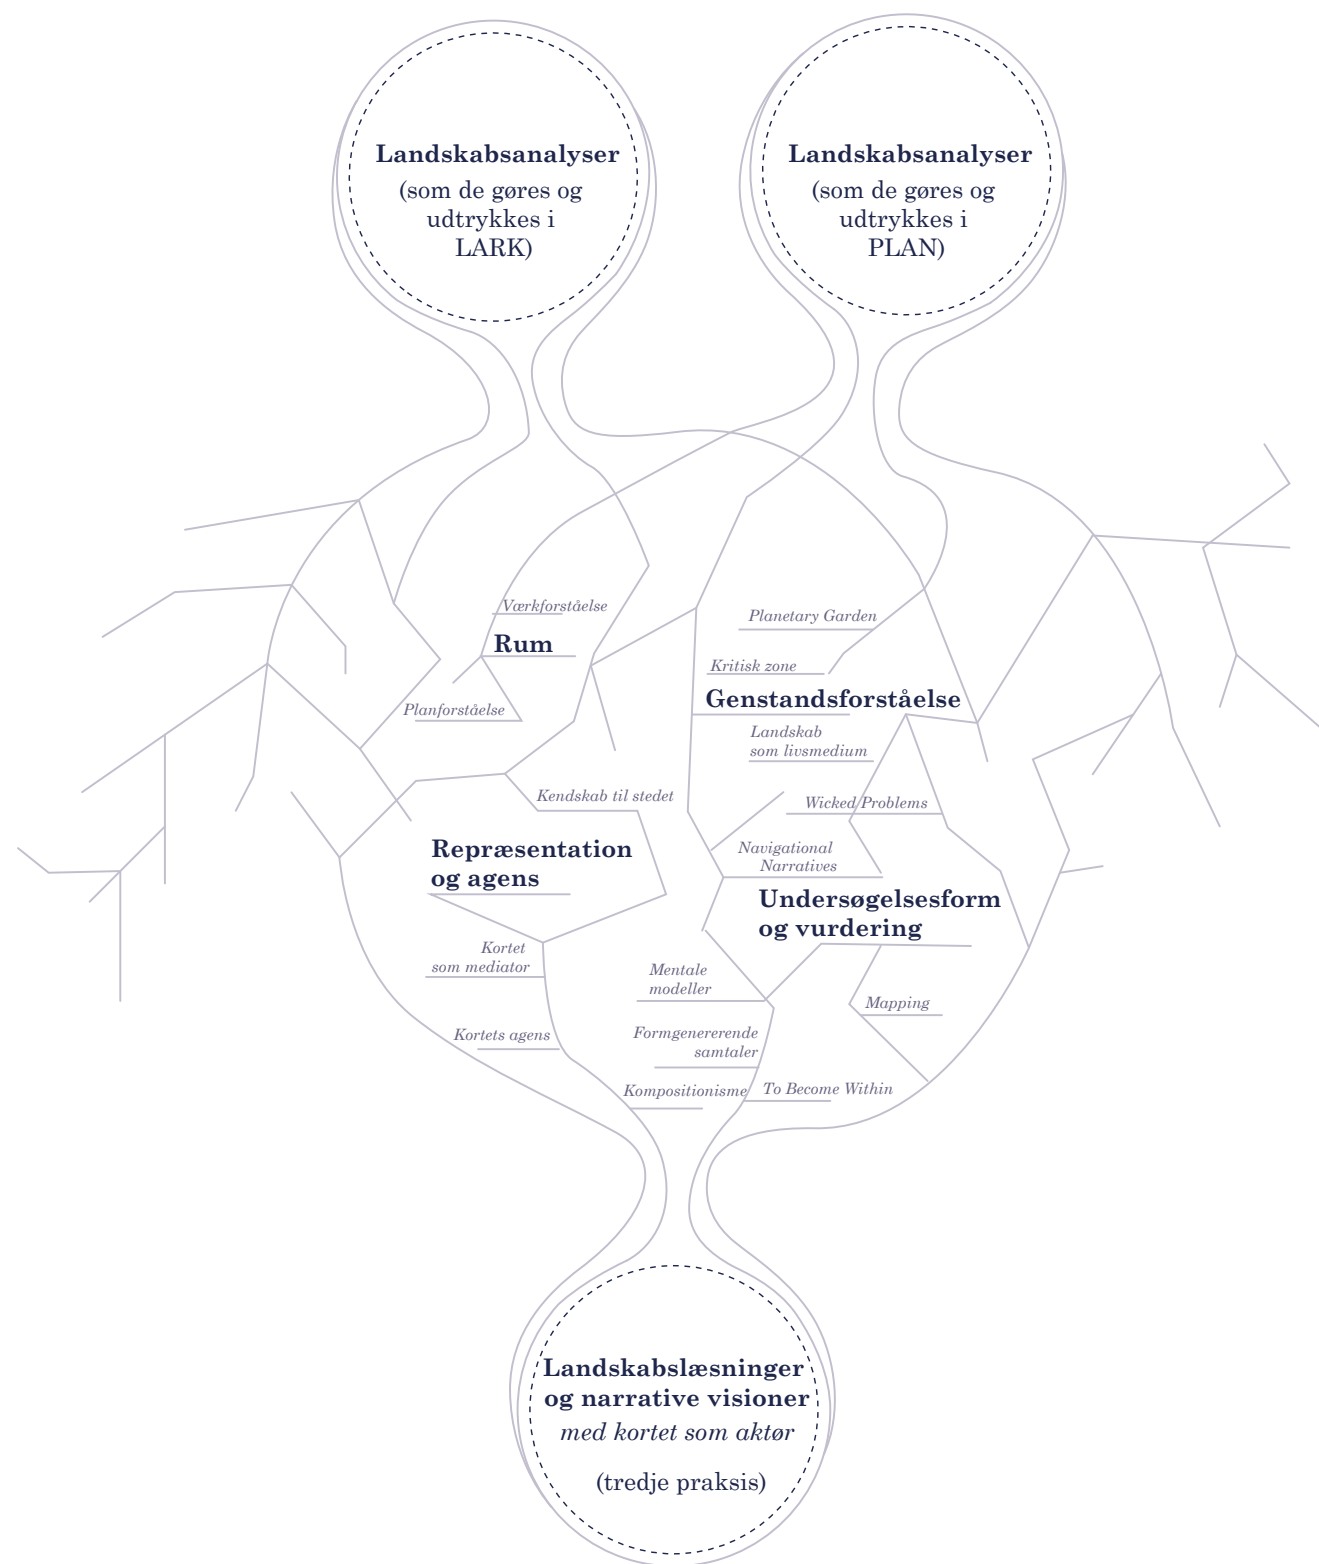 Landskabsanalyser
(som de gøres og
udtrykkes i
LARK)
Landskabsanalyser
(som de gøres og
udtrykkes i
PLAN)
Værkforståelse
Rum
Planforståelse
Planetary Garden
Kritisk zone
Genstandsforståelse
Landskab
som livsmedium
Kendskab til stedet
Wicked Problems
Repræsentation
og agens
Navigational
Narratives
Undersøgelsesform
og vurdering
Kortet
som mediator
Mentale
modeller
Mapping
Kortets agens
Formgenererende
samtaler
Kompositionisme
To Become Within
Landskabslæsninger
og narrative visioner
med kortet som aktør
(tredje praksis)